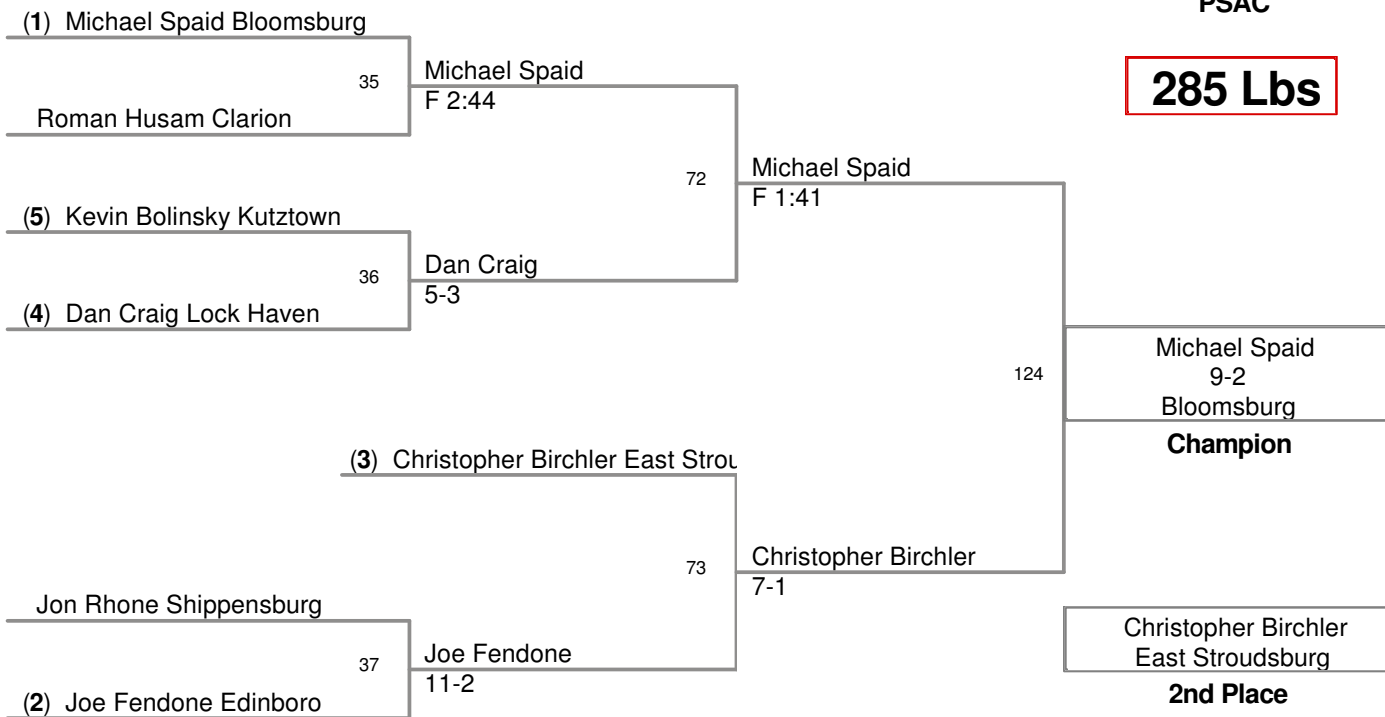 PSAC
285 Lbs
(1) Michael Spaid Bloomsburg
35
Michael Spaid
F 2:44
Roman Husam Clarion
72
Michael Spaid
F 1:41
(5) Kevin Bolinsky Kutztown
36
Dan Craig
5-3
(4) Dan Craig Lock Haven
124
Michael Spaid
9-2
Bloomsburg
Champion
(3) Christopher Birchler East Strou
73
Christopher Birchler
7-1
Jon Rhone Shippensburg
37
Joe Fendone
11-2
(2) Joe Fendone Edinboro
Christopher Birchler
East Stroudsburg
2nd Place